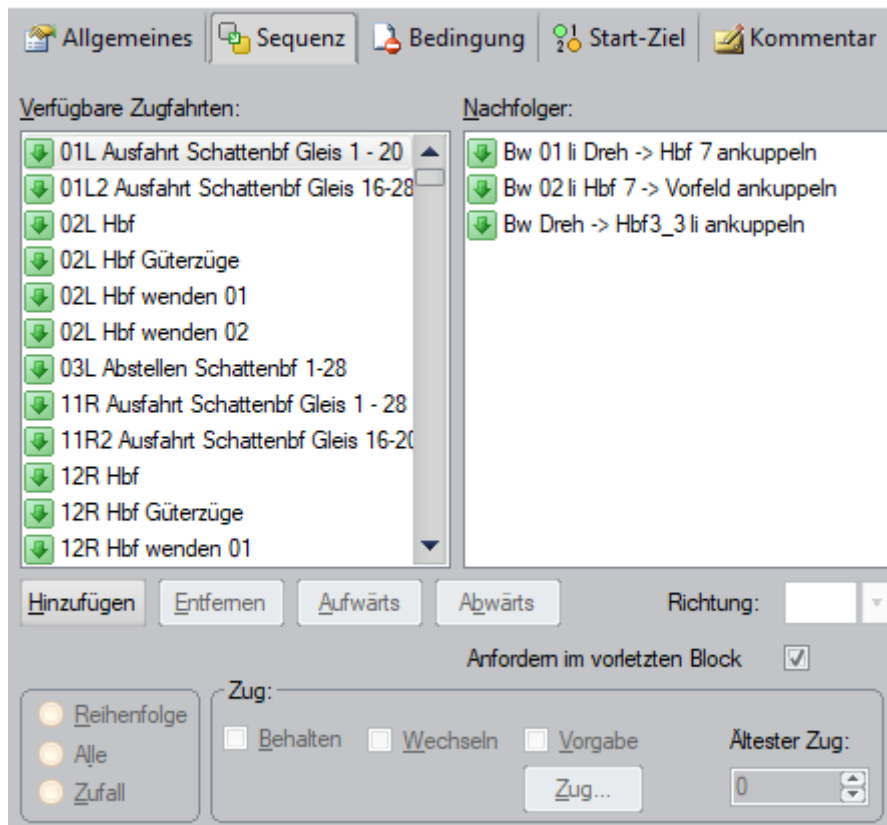 Allgemeines Sequenz Bedingung Start-Ziel Kommentar
Verfügbare Zugfahrten:
01L Ausfahrt Schattenbf Gleis 1 - 20
01L2 Ausfahrt Schattenbf Gleis 16-28
02L Hbf
02L Hbf Güterzüge
02L Hbf wenden 01
02L Hbf wenden 02
03L Abstellen Schattenbf 1-28
11R Ausfahrt Schattenbf Gleis 1 - 28
11R2 Ausfahrt Schattenbf Gleis 16-20
12R Hbf
12R Hbf Güterzüge
12R Hbf wenden 01
Nachfolger:
Bw 01 li Dreh -> Hbf 7 ankuppeln
Bw 02 li Hbf 7 -> Vorfeld ankuppeln
Bw Dreh -> Hbf3_3 li ankuppeln
Hinzufügen Entfernen Aufwärts Abwärts Richtung:
Anfordern im vorletzten Block
Reihenfolge
Alle
Zufall
Zug:
Behalten Wechseln Vorgabe Ältester Zug:
Zug... 0